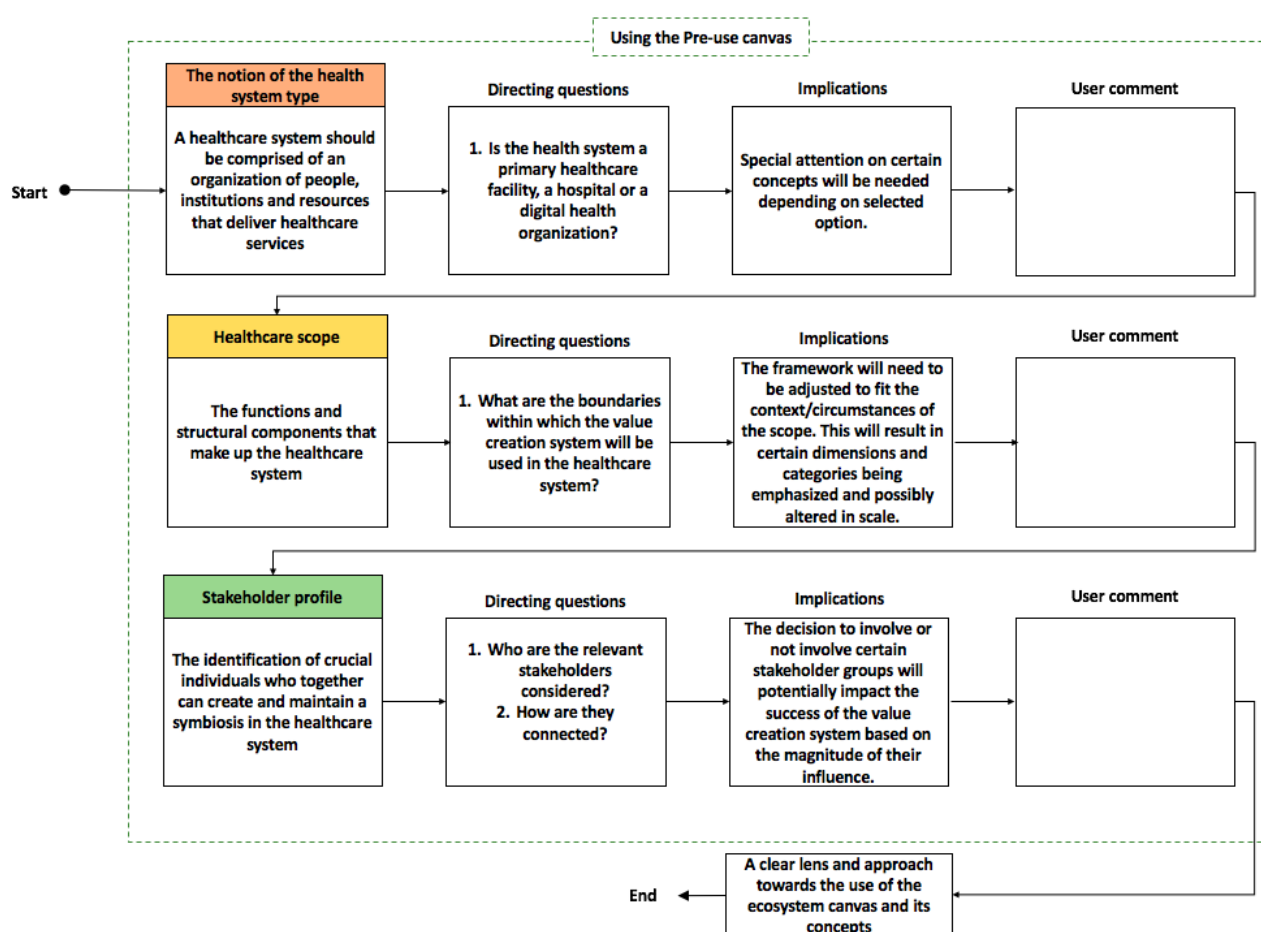 Using the Pre-use canvas
The notion of the health
system type
A healthcare system should
be comprised of an
organization of people,
institutions and resources
that deliver healthcare
services
Directing questions
1. Is the health system a
primary healthcare
facility, a hospital or a
digital health
organization?
Implications
Special attention on certain
concepts will be needed
depending on selected
option.
User comment
Start
Healthcare scope
The functions and
structural components that
make up the healthcare
system
Directing questions
1. What are the boundaries
within which the value
creation system will be
used in the healthcare
system?
Implications
The framework will need to
be adjusted to fit the
context/circumstances of
the scope. This will result in
certain dimensions and
categories being
emphasized and possibly
altered in scale.
User comment
Stakeholder profile
The identification of crucial
individuals who together
can create and maintain a
symbiosis in the healthcare
system
Directing questions
1. Who are the relevant
stakeholders
considered?
2. How are they
connected?
Implications
The decision to involve or
not involve certain
stakeholder groups will
potentially impact the
success of the value
creation system based on
the magnitude of their
influence.
User comment
A clear lens and approach
towards the use of the
ecosystem canvas and its
concepts
End